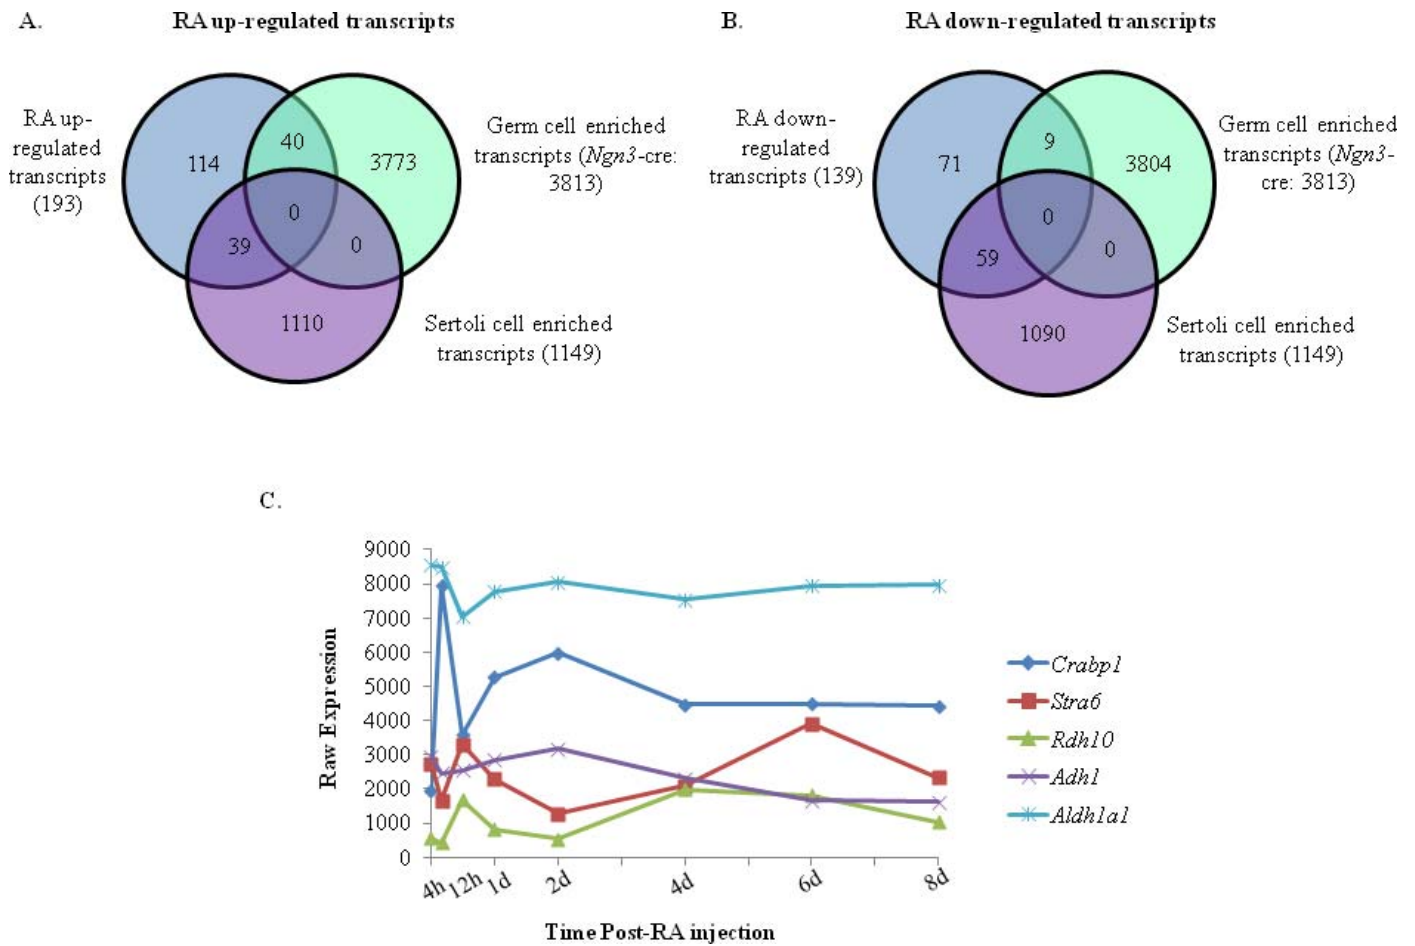 A.
RA up-regulated transcripts
RA up-
regulated
transcripts
(193)
114
40
3773
0
39
0
1110
Germ cell enriched
transcripts (Ngn3-cre:
3813)
Sertoli cell enriched
transcripts (1149)
B.
RA down-regulated transcripts
RA down-
regulated
transcripts (139)
71
9
3804
0
59
0
1090
Germ cell enriched
transcripts (Ngn3-
cre: 3813)
Sertoli cell enriched
transcripts (1149)
C.
Raw Expression
9000
8000
7000
6000
5000
4000
3000
2000
1000
0
4h
12h
1d
2d
4d
6d
8d
Time Post-RA injection
Crabp1
Stra6
Rdh10
Adh1
Aldh1a1